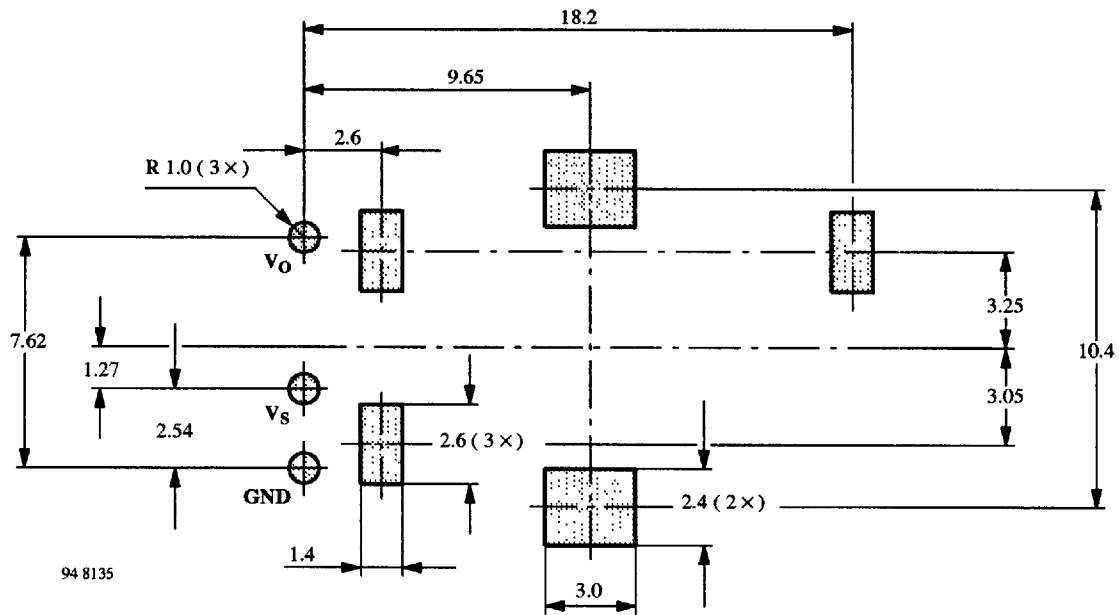 18.2
9.65
2.6
R 1.0 ( 3× )
V_O
7.62
3.25
10.4
1.27
3.05
V_S
2.54
2.6 ( 3× )
GND
2.4 ( 2× )
1.4
3.0
94 8135